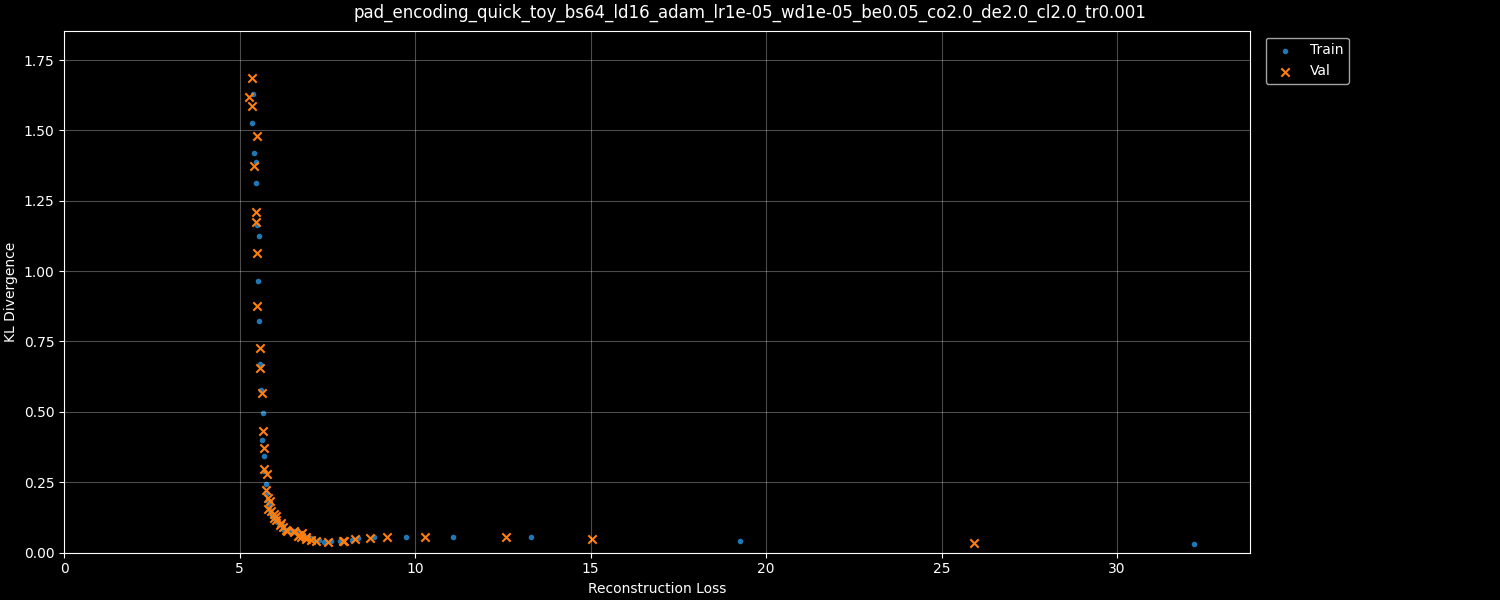 pad_encoding_quick_toy_bs64_ld16_adam_lr1e-05_wd1e-05_be0.05_co2.0_de2.0_cl2.0_tr0.001
Train
Val
KL Divergence
1.75
1.50
1.25
1.00
0.75
0.50
0.25
0.00
0 5 10 15 20 25 30
Reconstruction Loss